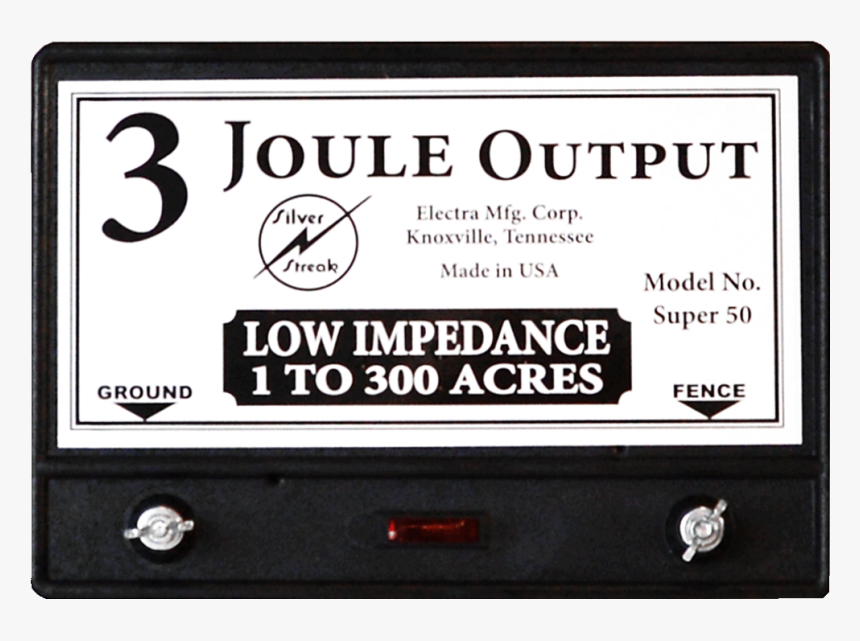 3 JOULE OUTPUT
Silver
Streak
Electra Mfg. Corp.
Knoxville, Tennessee
Made in USA
Model No.
Super 50
LOW IMPEDANCE
1 TO 300 ACRES
GROUND
FENCE